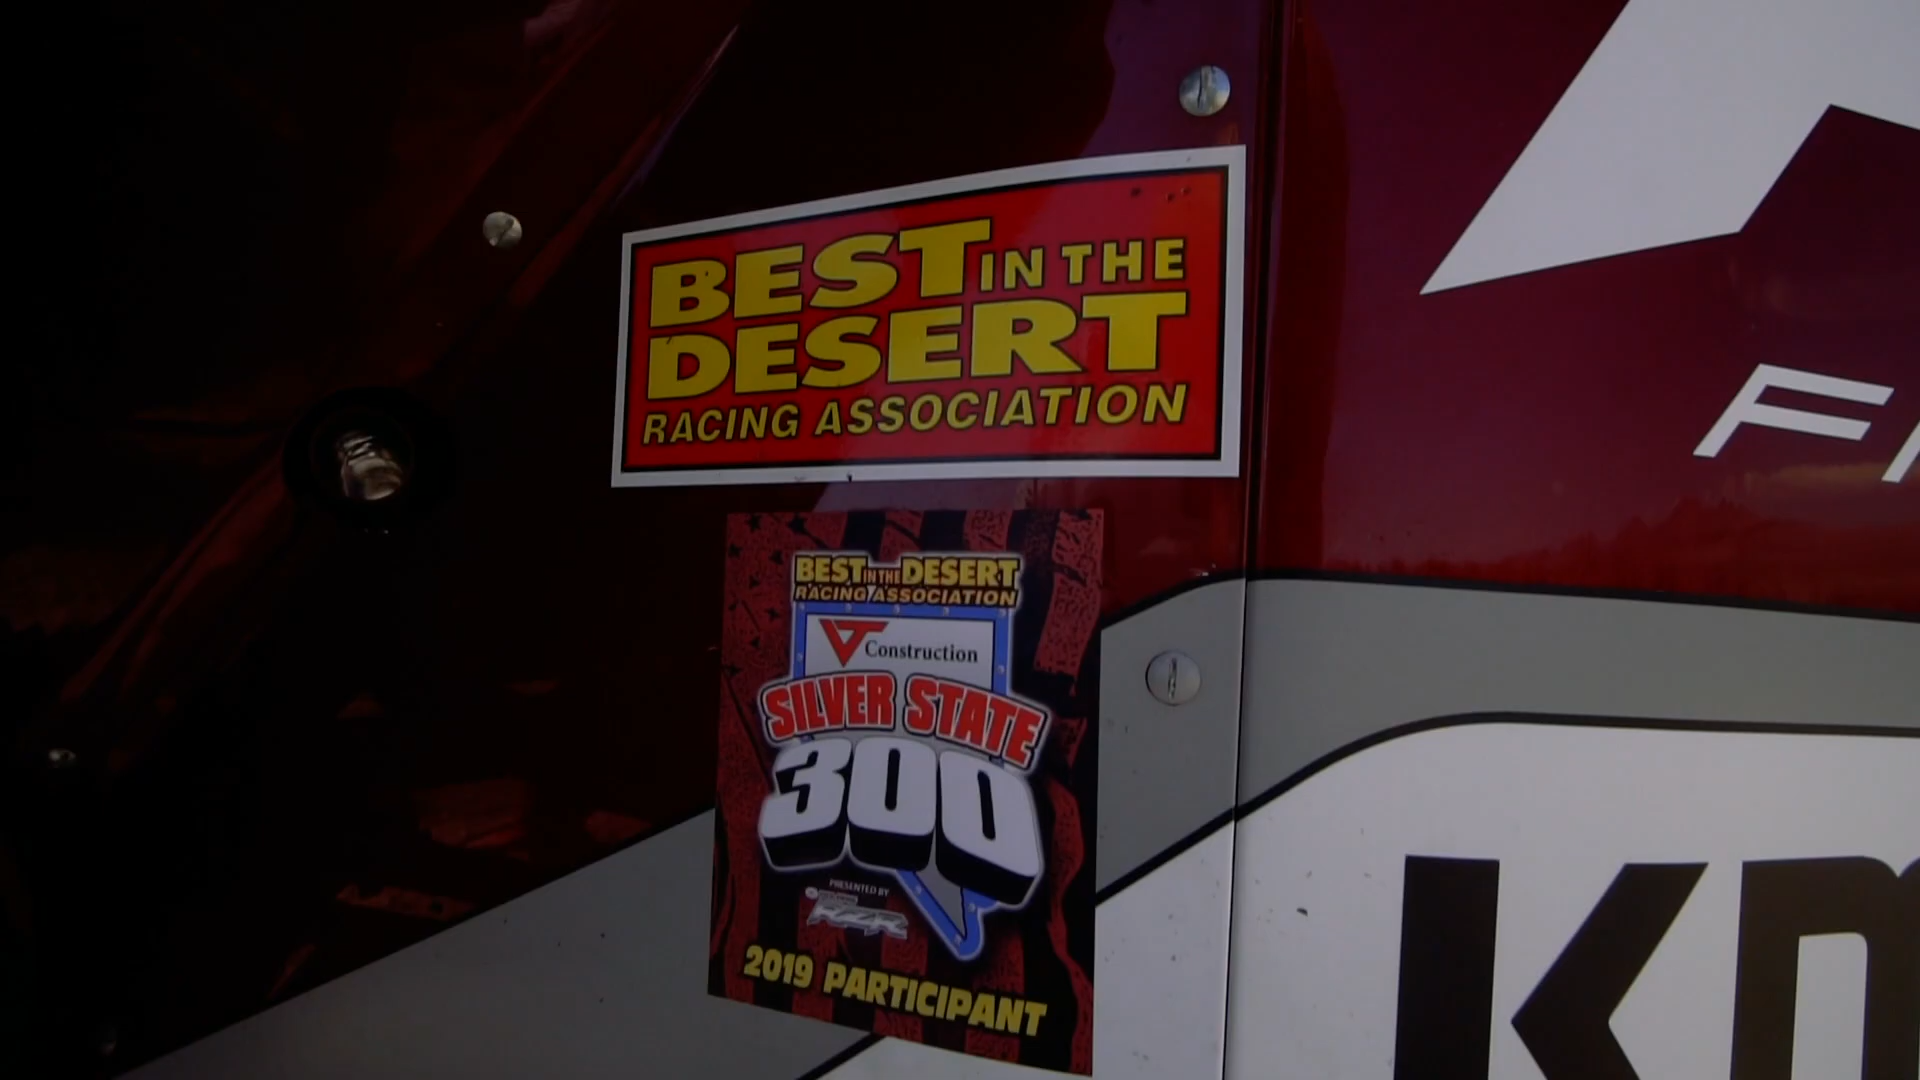 BEST IN THE
DESERT
RACING ASSOCIATION
BEST IN THE DESERT
RACING ASSOCIATION
VT Construction
SILVER STATE
300
PRESENTED BY
RZR
2019 PARTICIPANT